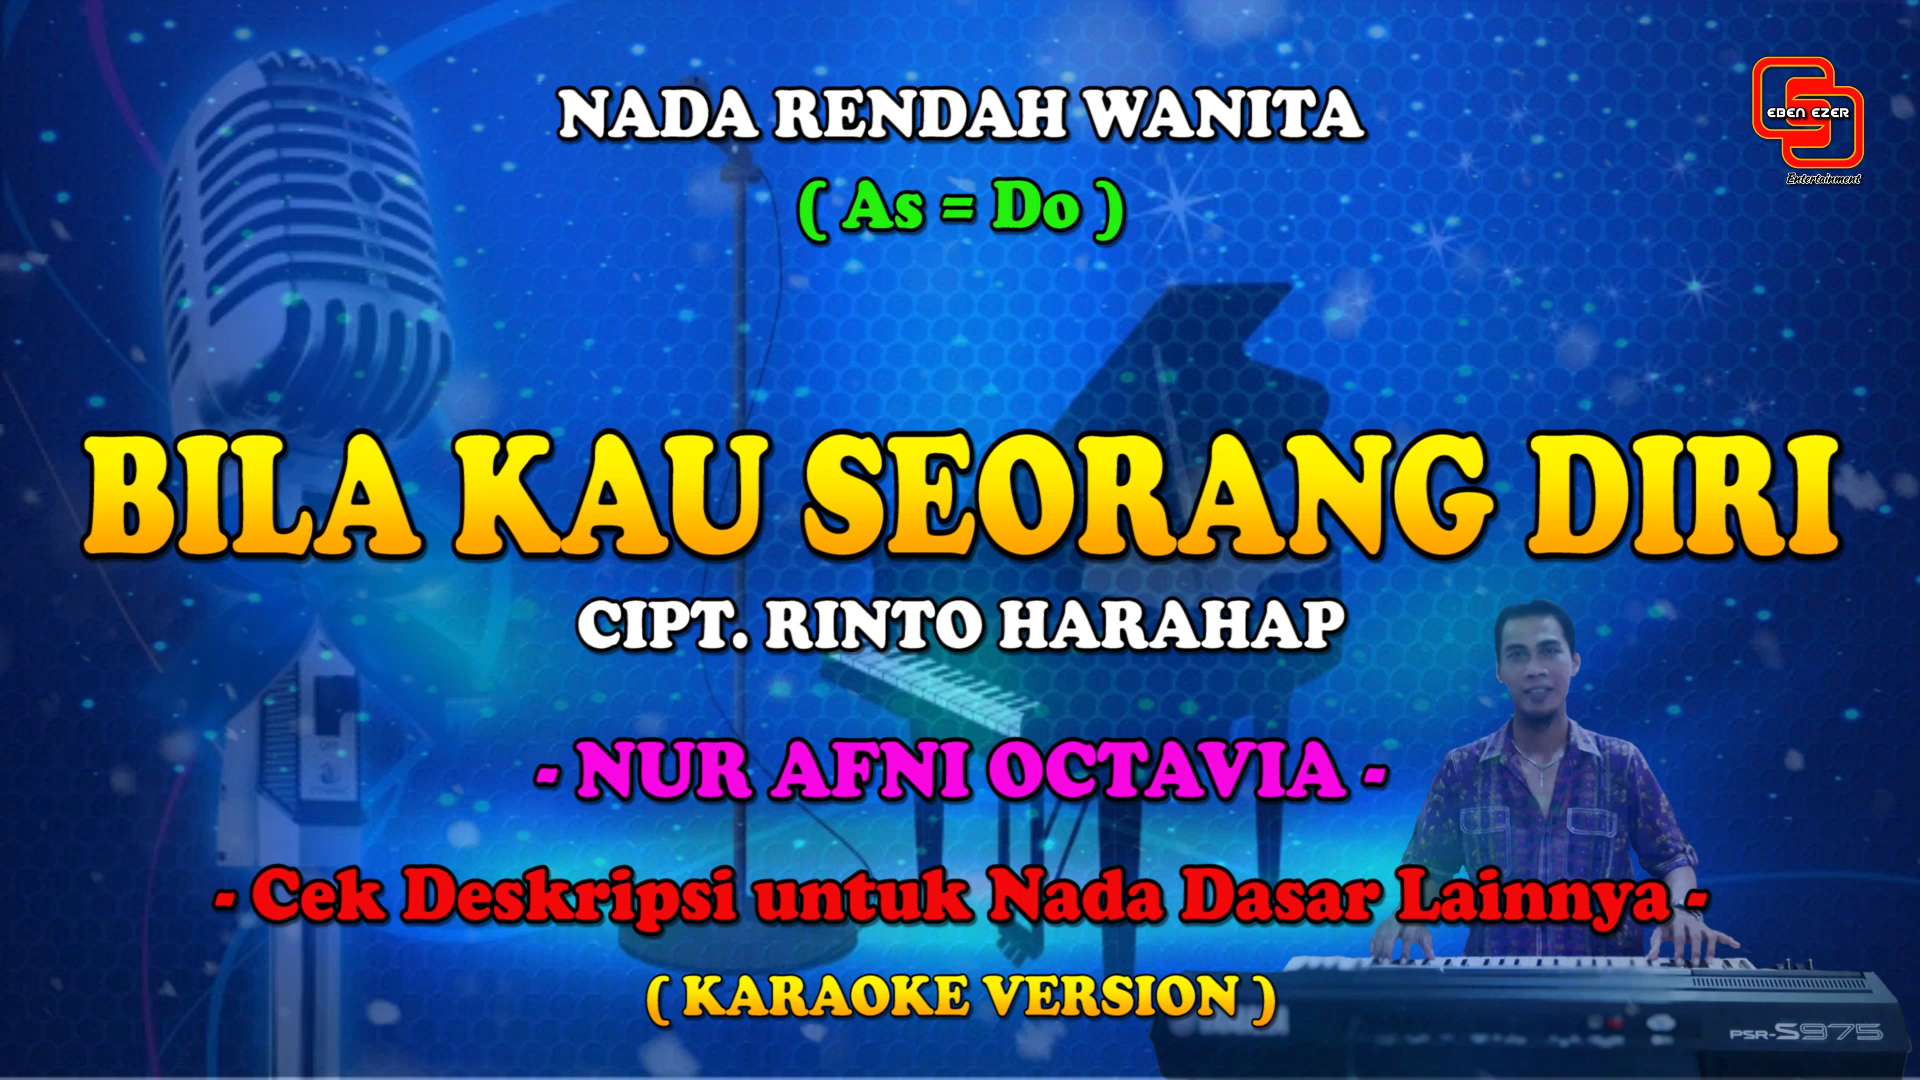 NADA RENDAH WANITA
EBEN EZER
Entertainment
( As = Do )
BILA KAU SEORANG DIRI
CIPT. RINTO HARAHAP
- NUR AFNI OCTAVIA -
- Cek Deskripsi untuk Nada Dasar Lainnya -
( KARAOKE VERSION )
PSR-S975